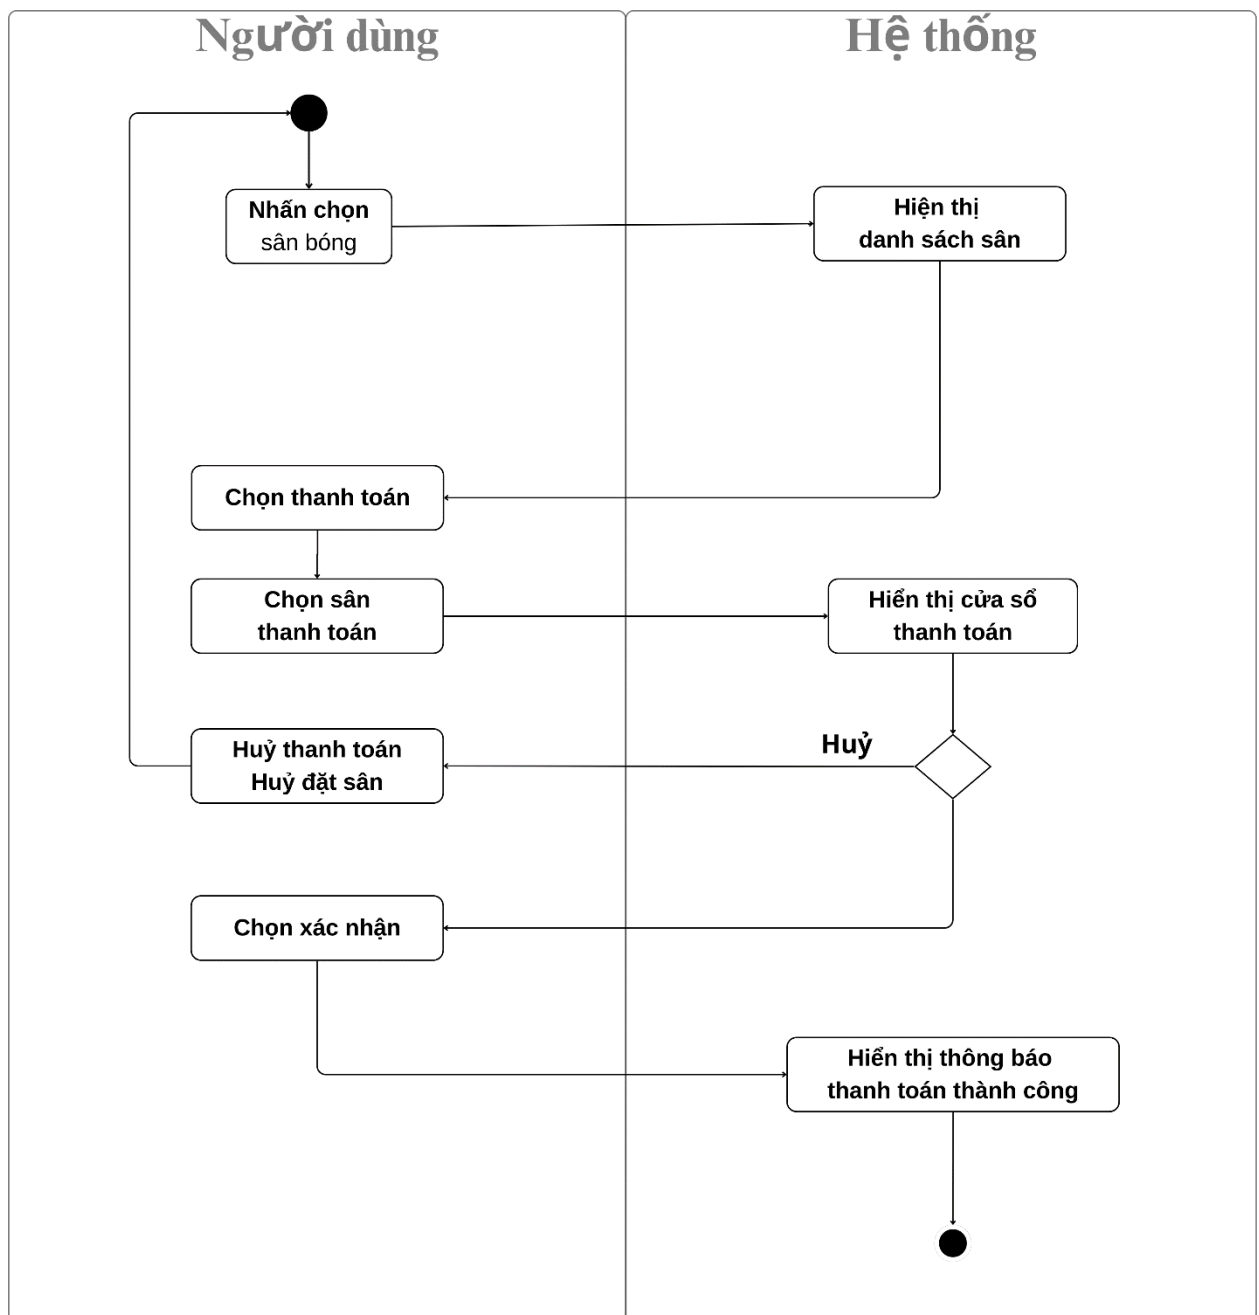 Người dùng
Hệ thống
Nhấn chọn
sân bóng
Hiện thị
danh sách sân
Chọn thanh toán
Chọn sân
thanh toán
Hiển thị cửa sổ
thanh toán
Huỷ
Huỷ thanh toán
Huỷ đặt sân
Chọn xác nhận
Hiển thị thông báo
thanh toán thành công